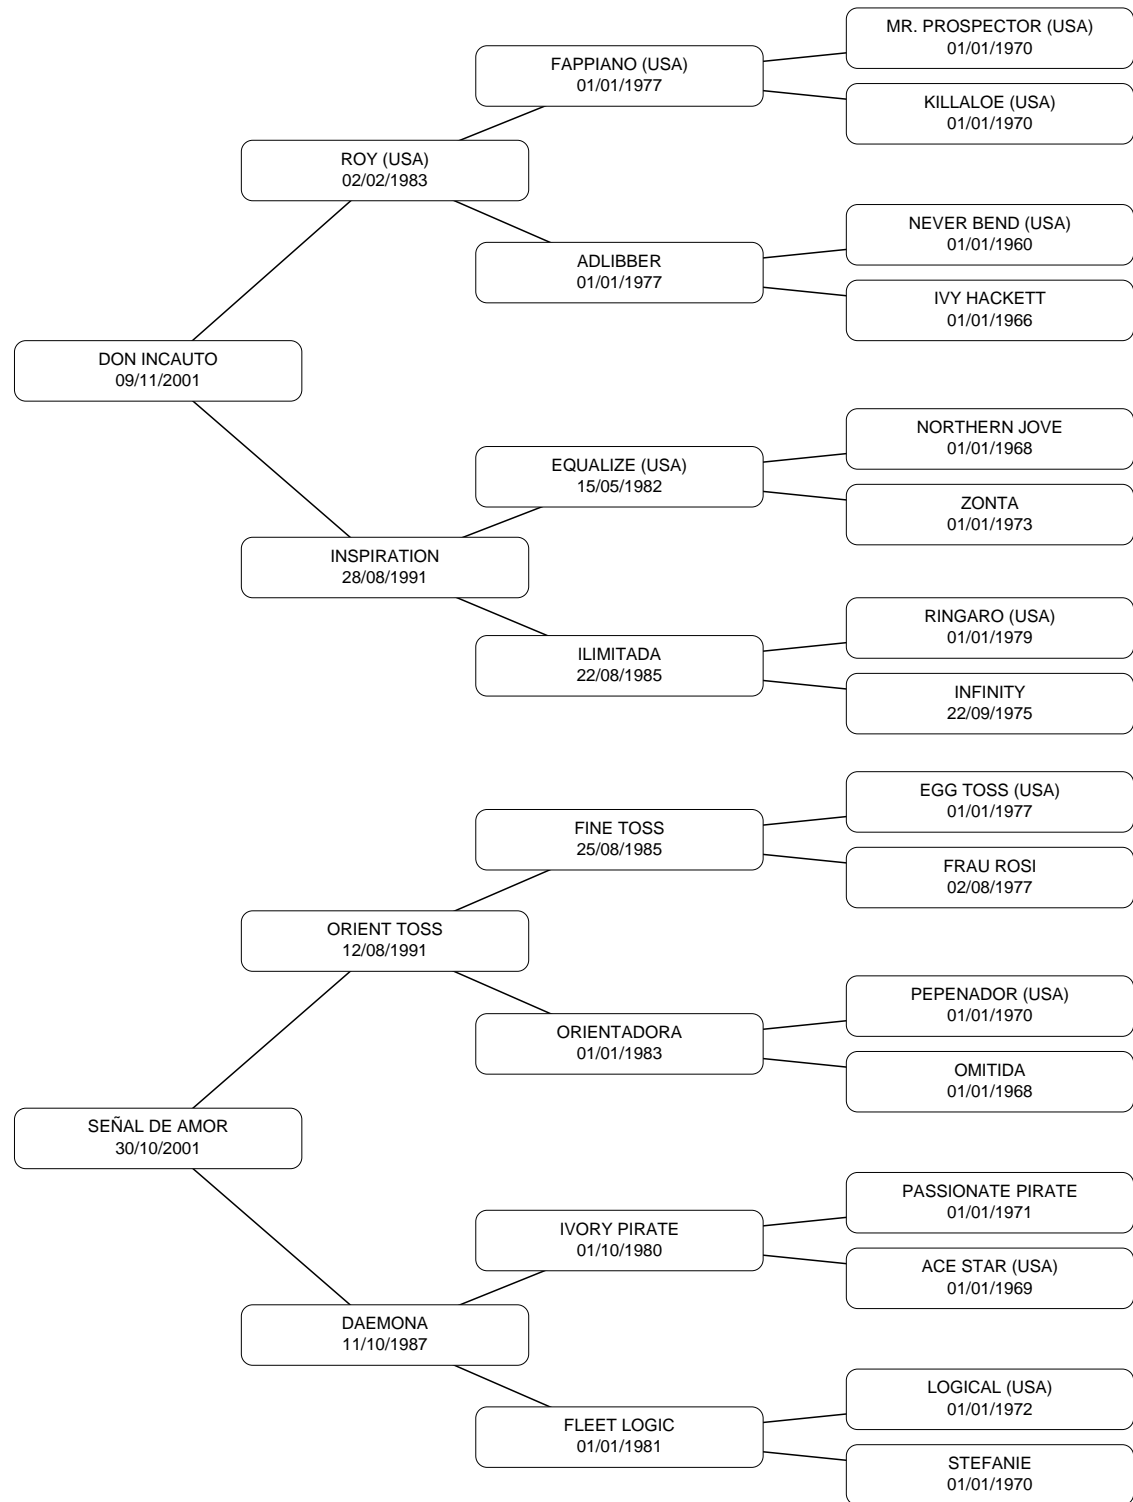 MR. PROSPECTOR (USA)
01/01/1970
FAPPIANO (USA)
01/01/1977
KILLALOE (USA)
01/01/1970
ROY (USA)
02/02/1983
NEVER BEND (USA)
01/01/1960
ADLIBBER
01/01/1977
IVY HACKETT
01/01/1966
DON INCAUTO
09/11/2001
NORTHERN JOVE
01/01/1968
EQUALIZE (USA)
15/05/1982
ZONTA
01/01/1973
INSPIRATION
28/08/1991
RINGARO (USA)
01/01/1979
ILIMITADA
22/08/1985
INFINITY
22/09/1975
EGG TOSS (USA)
01/01/1977
FINE TOSS
25/08/1985
FRAU ROSI
02/08/1977
ORIENT TOSS
12/08/1991
PEPENADOR (USA)
01/01/1970
ORIENTADORA
01/01/1983
OMITIDA
01/01/1968
SEÑAL DE AMOR
30/10/2001
PASSIONATE PIRATE
01/01/1971
IVORY PIRATE
01/10/1980
ACE STAR (USA)
01/01/1969
DAEMONA
11/10/1987
LOGICAL (USA)
01/01/1972
FLEET LOGIC
01/01/1981
STEFANIE
01/01/1970